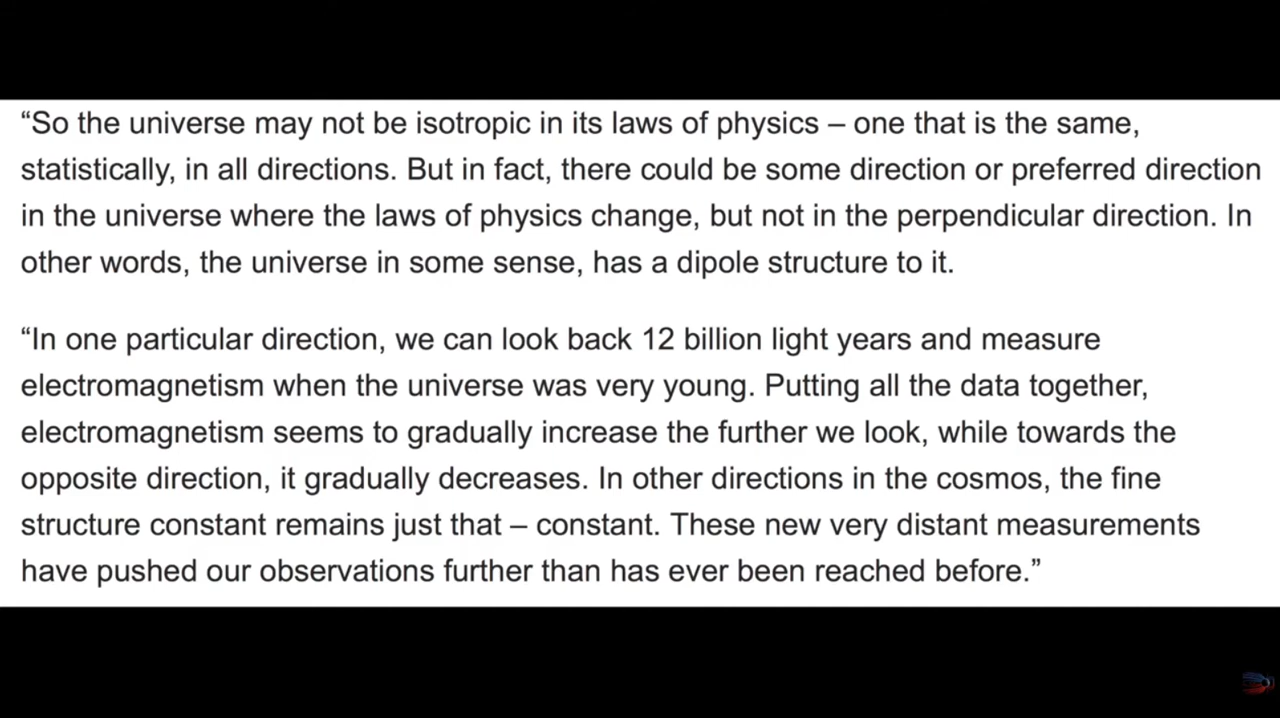 “So the universe may not be isotropic in its laws of physics – one that is the same,
statistically, in all directions. But in fact, there could be some direction or preferred direction
in the universe where the laws of physics change, but not in the perpendicular direction. In
other words, the universe in some sense, has a dipole structure to it.
“In one particular direction, we can look back 12 billion light years and measure
electromagnetism when the universe was very young. Putting all the data together,
electromagnetism seems to gradually increase the further we look, while towards the
opposite direction, it gradually decreases. In other directions in the cosmos, the fine
structure constant remains just that – constant. These new very distant measurements
have pushed our observations further than has ever been reached before.”